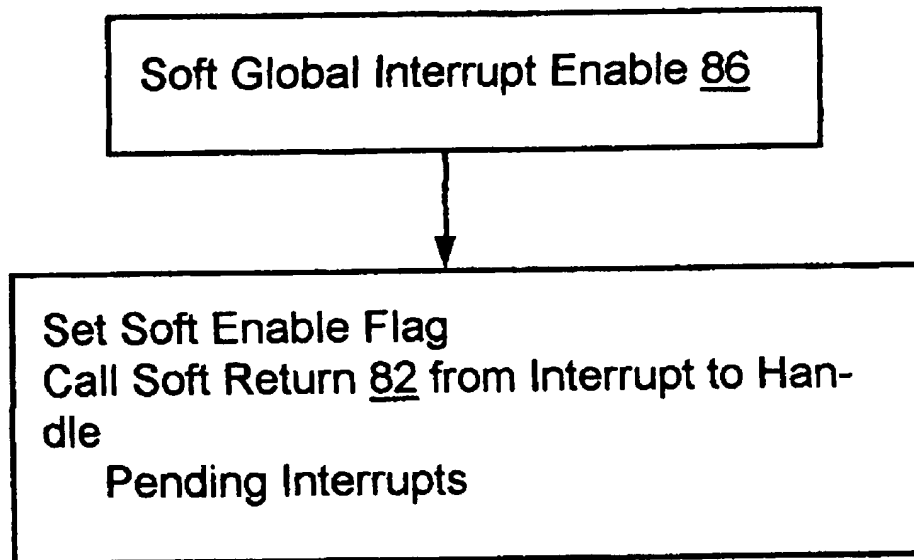 Soft Global Interrupt Enable 86
Set Soft Enable Flag
Call Soft Return 82 from Interrupt to Han-
dle
Pending Interrupts